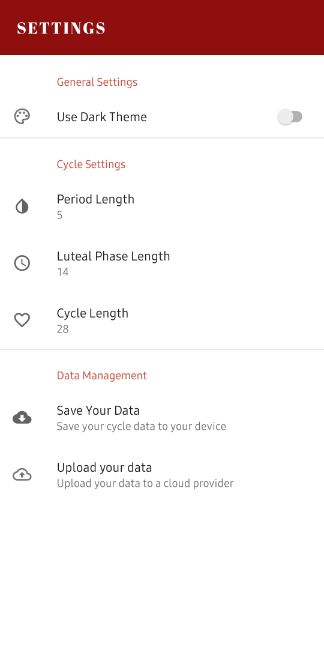 SETTINGS
General Settings
Use Dark Theme
Cycle Settings
Period Length
5
Luteal Phase Length
14
Cycle Length
28
Data Management
Save Your Data
Save your cycle data to your device
Upload your data
Upload your data to a cloud provider